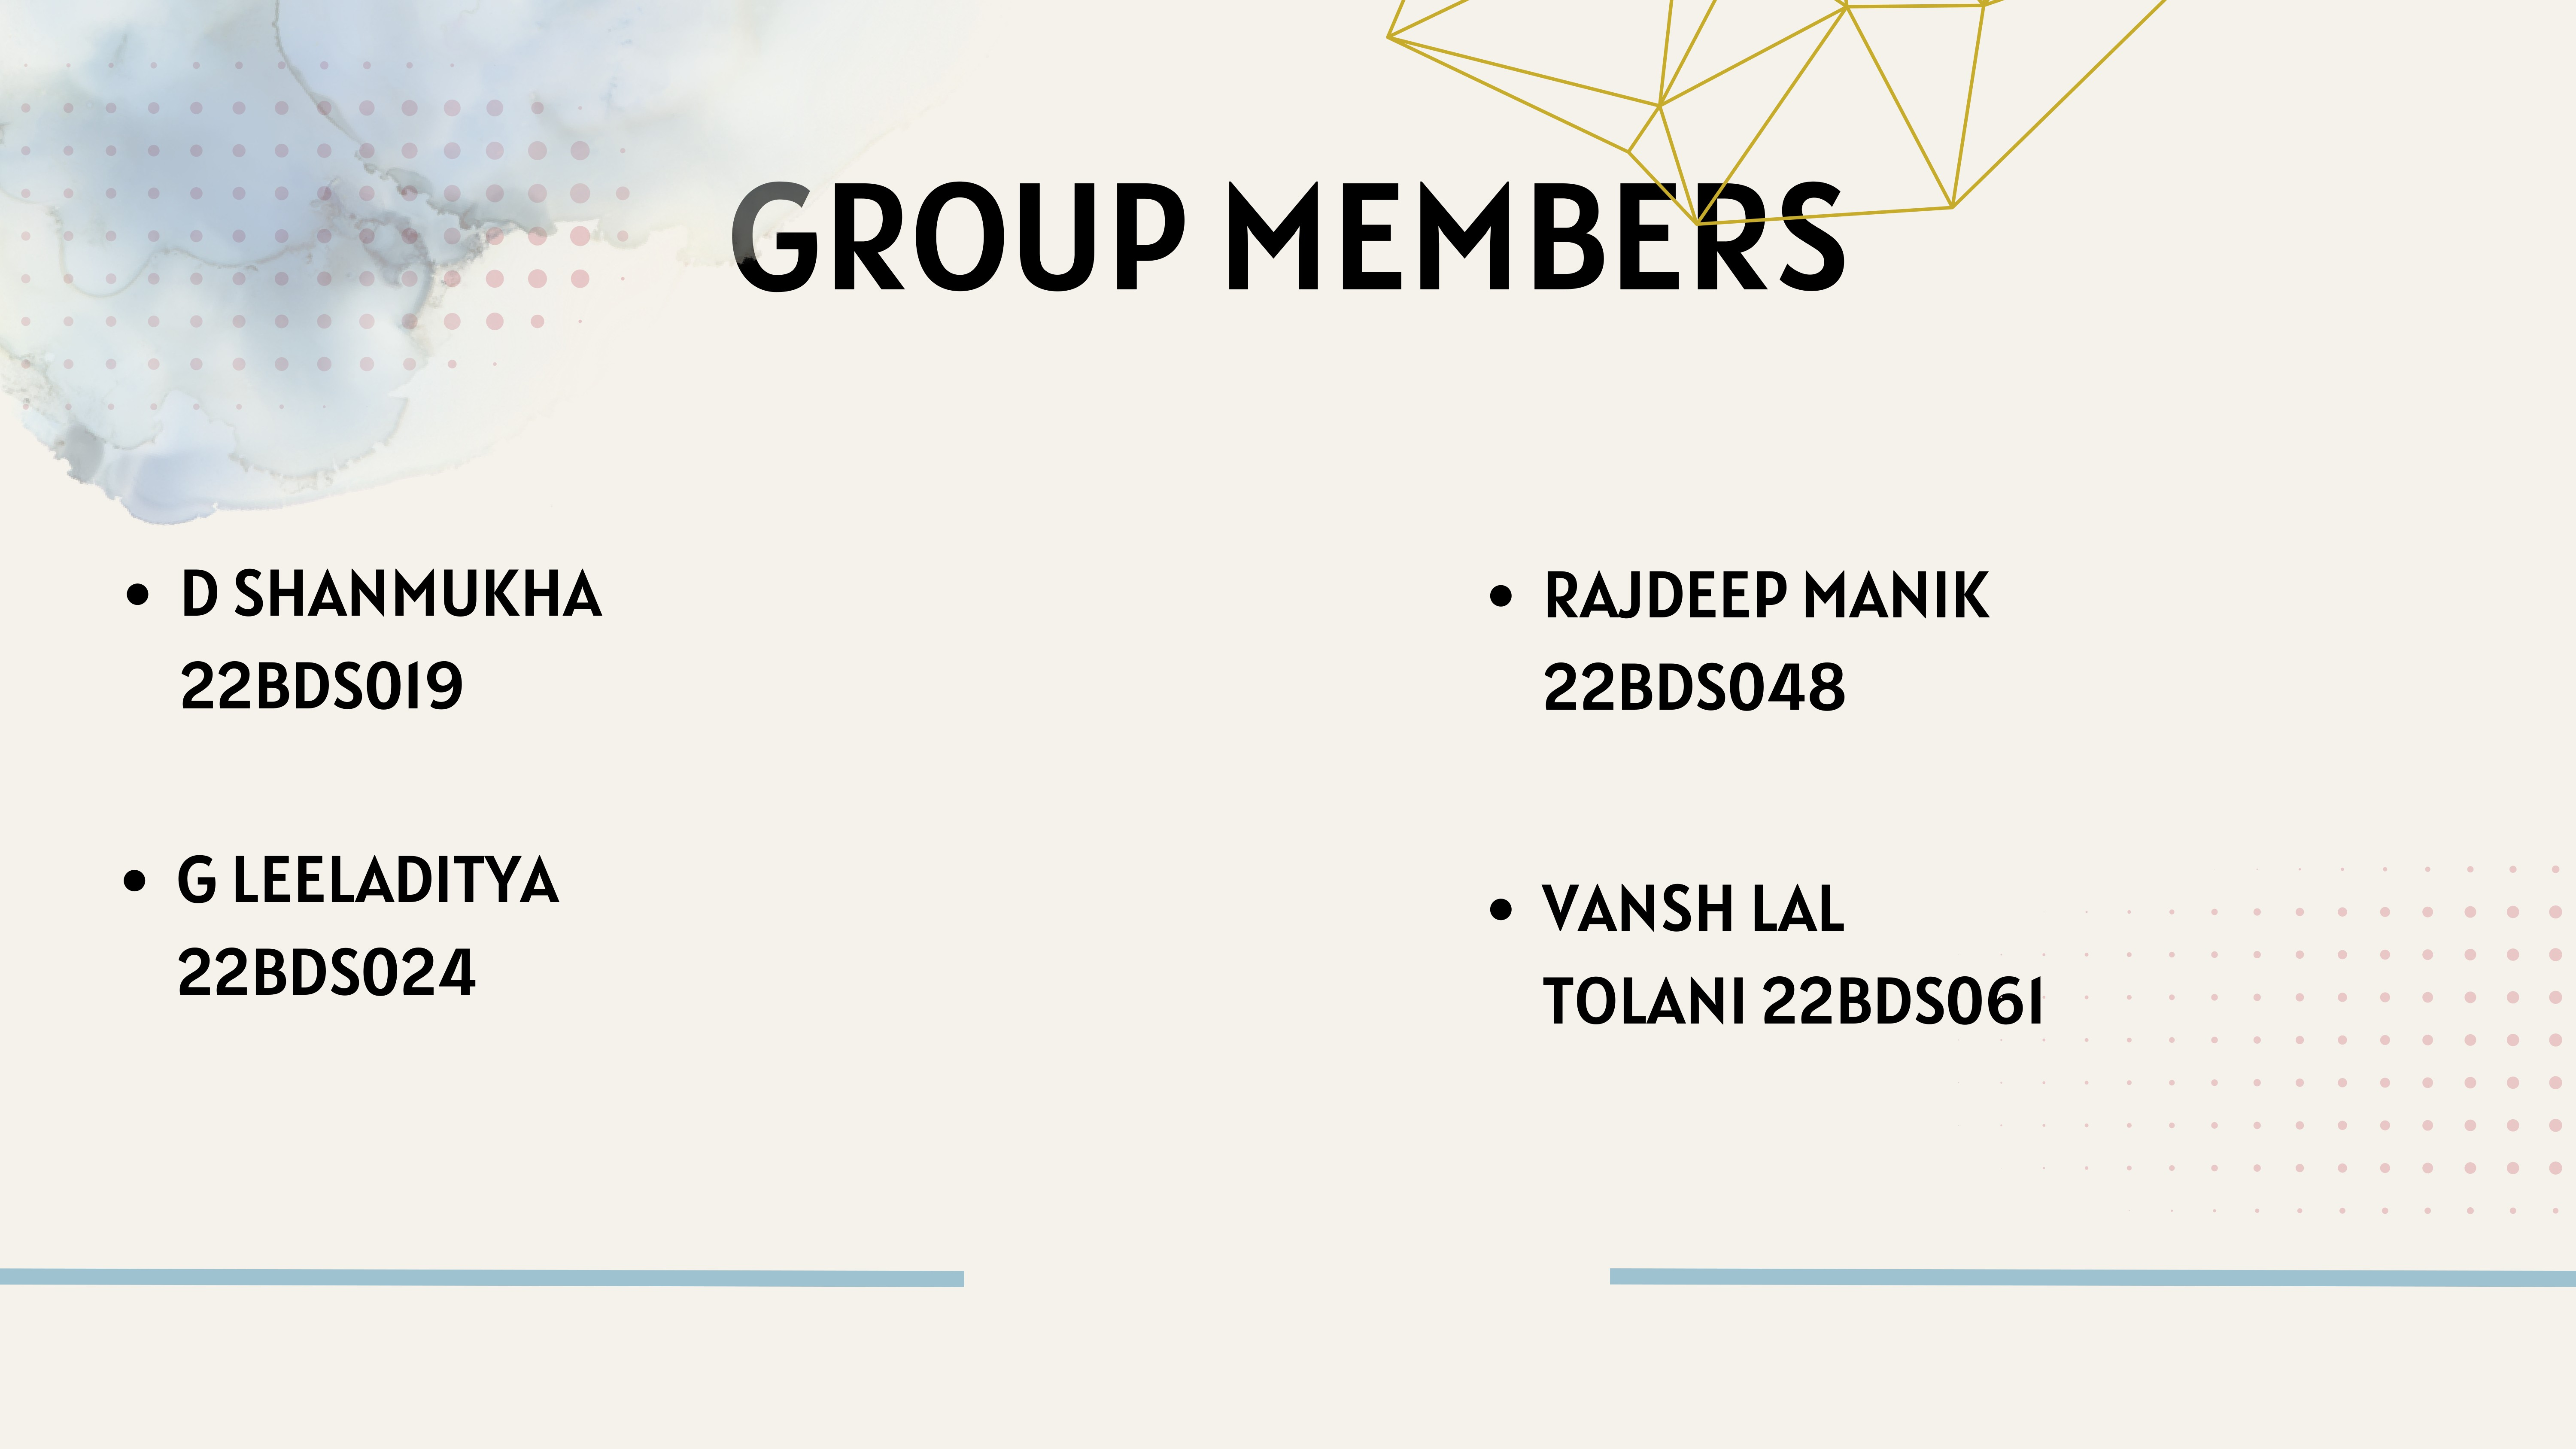 GROUP MEMBERS
• D SHANMUKHA
22BDS019
• G LEELADITYA
22BDS024
• RAJDEEP MANIK
22BDS048
• VANSH LAL
TOLANI 22BDS061